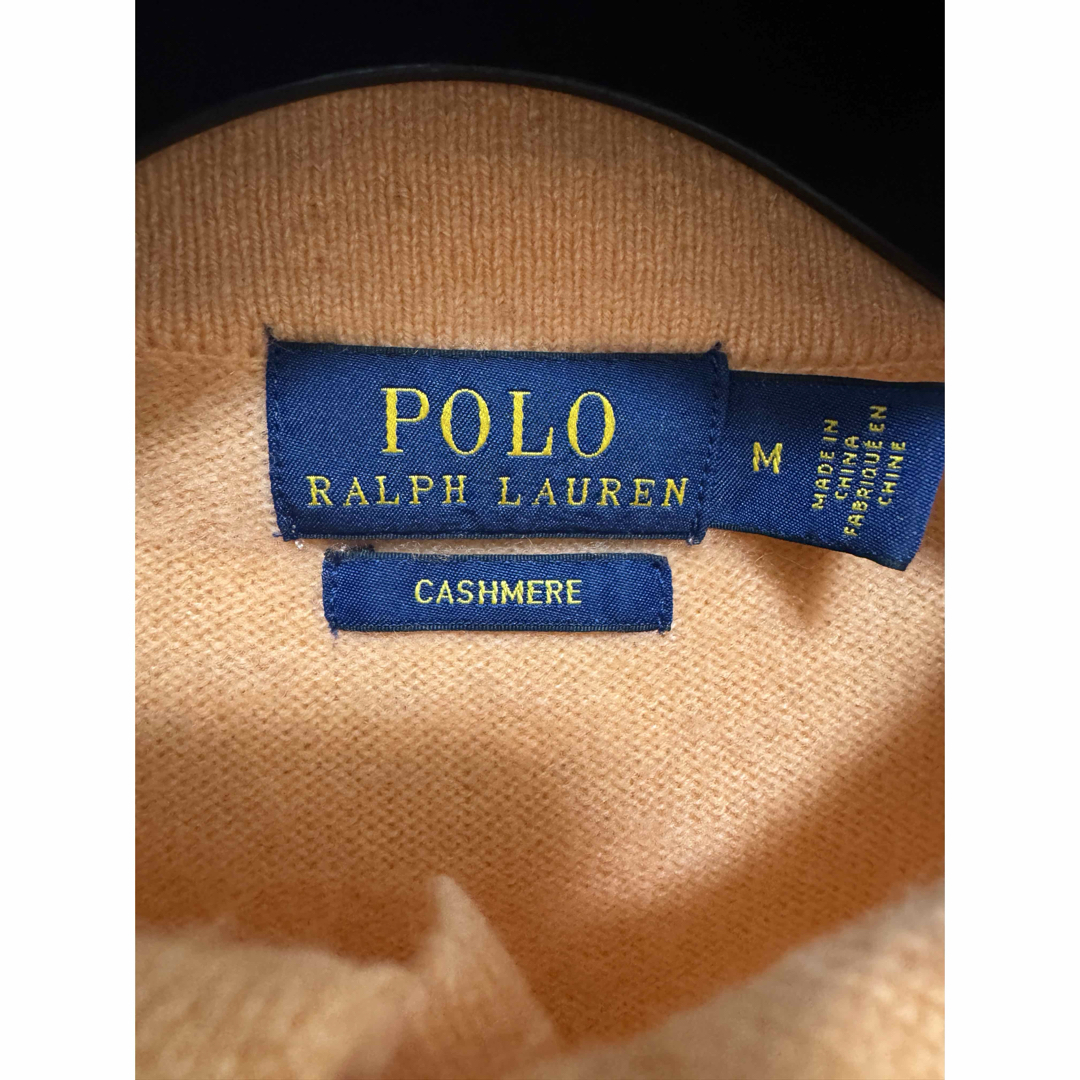 POLO
RALPH LAUREN
M
MADE IN
CHINA
FABRIQUÉ EN
CHINE
CASHMERE